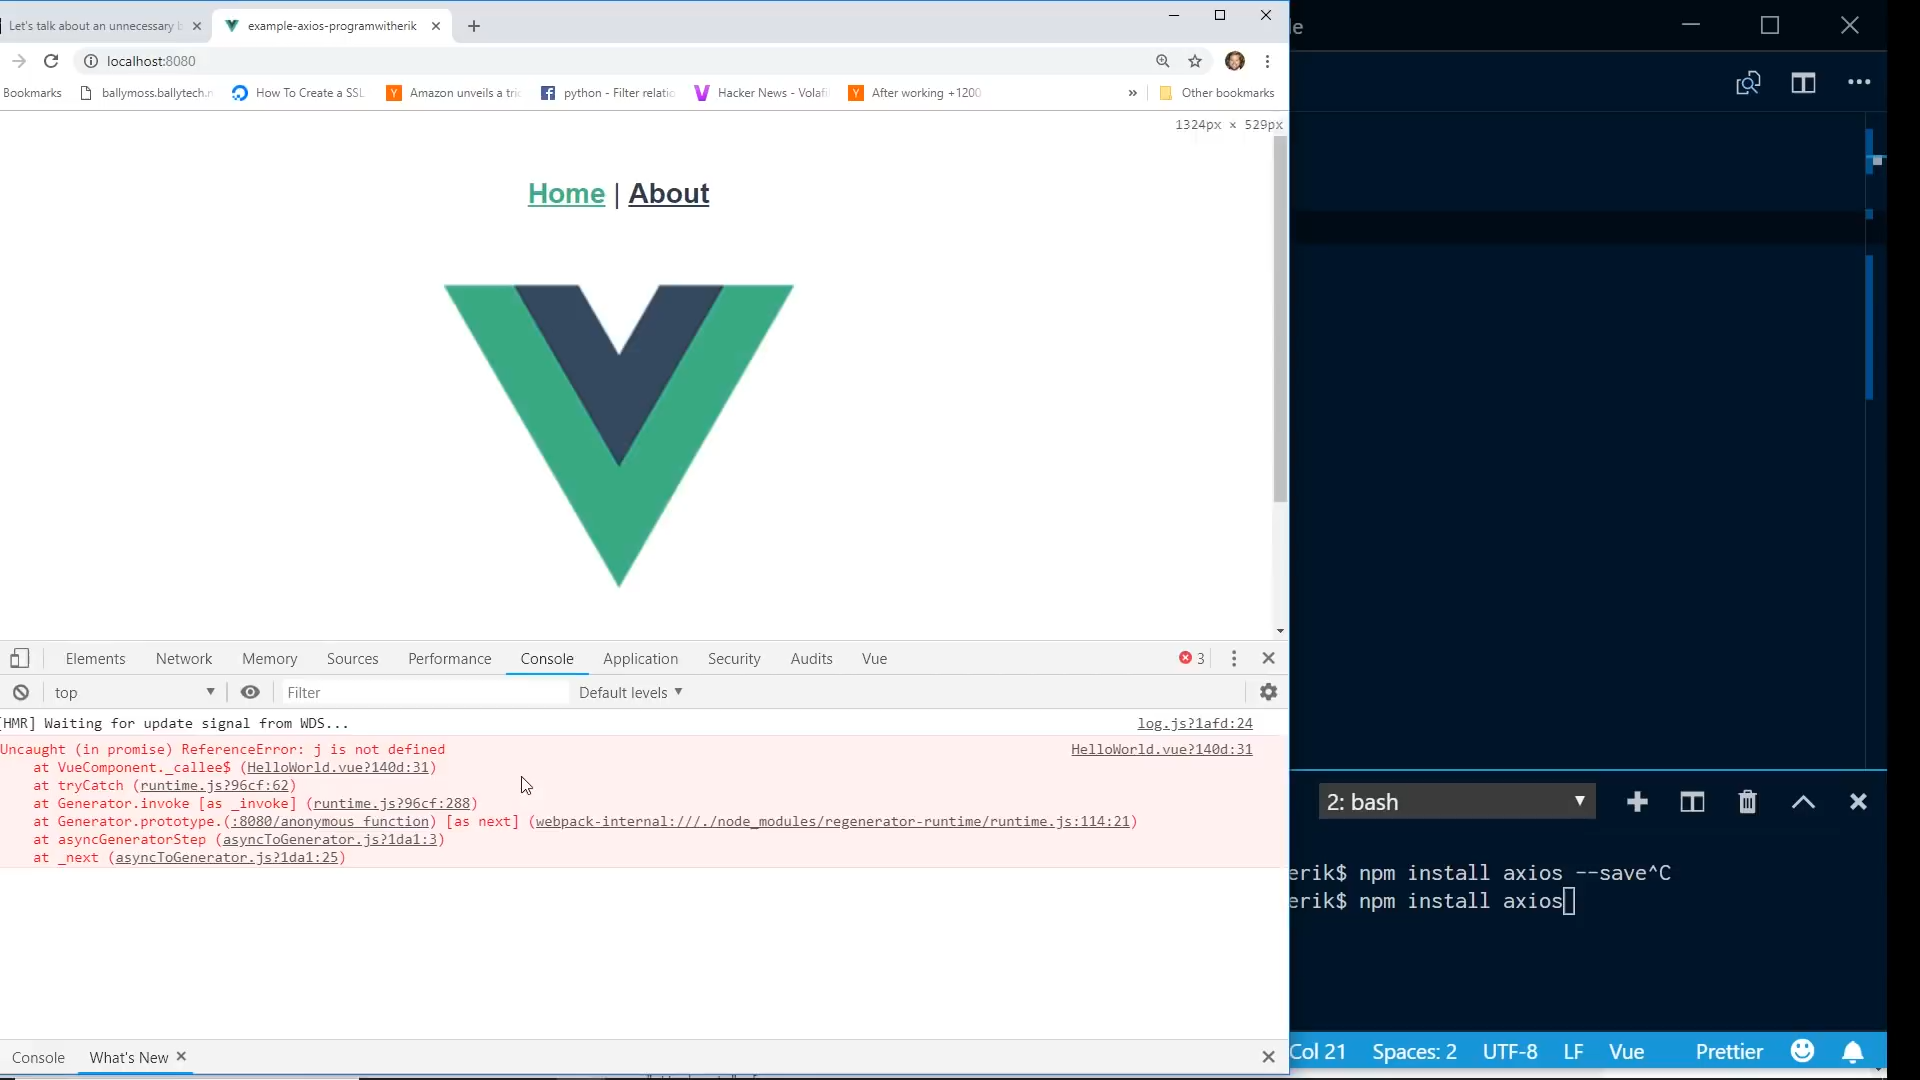 Let's talk about an unnecessary
example-axios-programwitherik
localhost:8080
Bookmarks
ballymoss.ballytech.
How To Create a SSL
Amazon unveils a tri
python - Filter relatio
Hacker News - Volafi
After working +1200
»
Other bookmarks
1324px × 529px
Home | About
Elements
Network
Memory
Sources
Performance
Console
Application
Security
Audits
Vue
3
top
Filter
Default levels
[HMR] Waiting for update signal from WDS...
log.js?1afd:24
Uncaught (in promise) ReferenceError: j is not defined
HelloWorld.vue?140d:31
at VueComponent._callee$ (HelloWorld.vue?140d:31)
at tryCatch (runtime.js?96cf:62)
at Generator.invoke [as _invoke] (runtime.js?96cf:288)
at Generator.prototype.(:8080/anonymous function) [as next] (webpack-internal:///./node_modules/regenerator-runtime/runtime.js:114:21)
at asyncGeneratorStep (asyncToGenerator.js?1da1:3)
at _next (asyncToGenerator.js?1da1:25)
Console
What's New
2: bash
erik$ npm install axios --save^C
erik$ npm install axios
Col 21
Spaces: 2
UTF-8
LF
Vue
Prettier